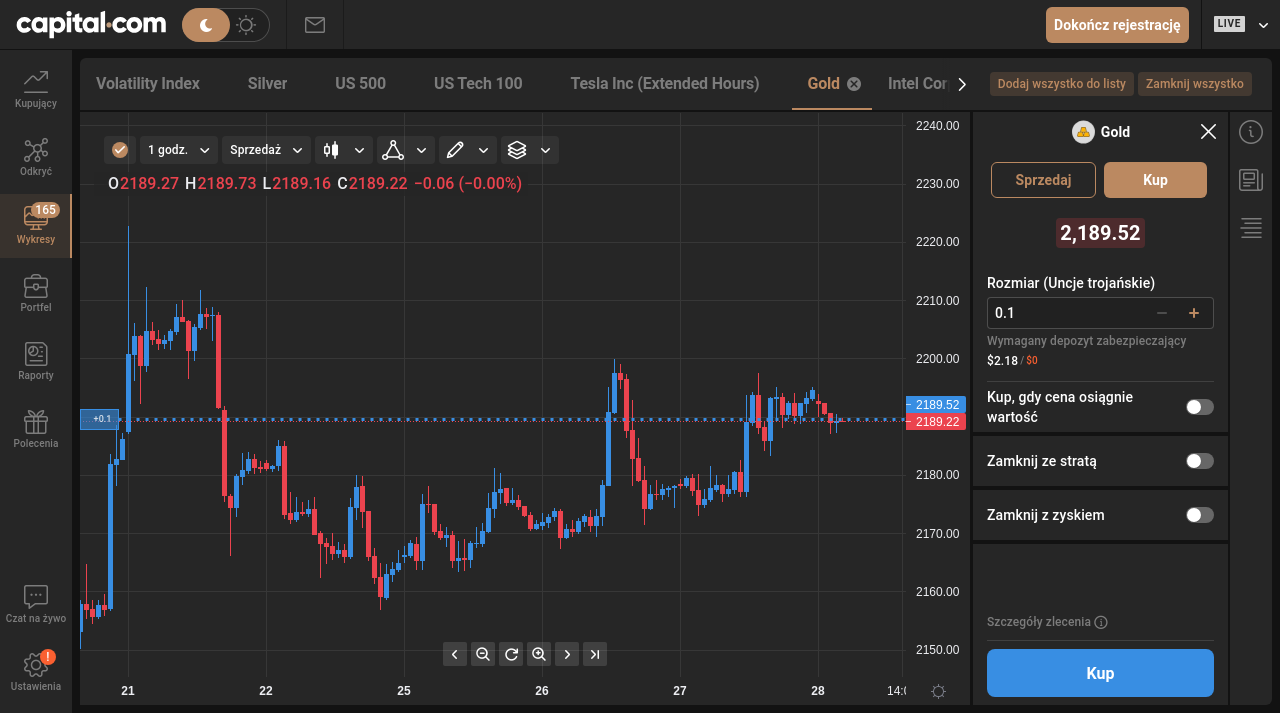 capital.com
Dokończ rejestrację
LIVE
Kupujący
Odkryć
165
Wykresy
Portfel
Raporty
Polecenia
Czat na żywo
!
Ustawienia
Volatility Index
Silver
US 500
US Tech 100
Tesla Inc (Extended Hours)
Gold
Intel Cor
Dodaj wszystko do listy
Zamknij wszystko
1 godz.
Sprzedaż
O2189.27 H2189.73 L2189.16 C2189.22 −0.06 (−0.00%)
+0.1
2240.00
2230.00
2220.00
2210.00
2200.00
2189.52
2189.22
2180.00
2170.00
2160.00
2150.00
21
22
25
26
27
28
14:0
Gold
Sprzedaj
Kup
2,189.52
Rozmiar (Uncje trojańskie)
0.1
Wymagany depozyt zabezpieczający
$2.18 / $0
Kup, gdy cena osiągnie
wartość
Zamknij ze stratą
Zamknij z zyskiem
Szczegóły zlecenia
Kup